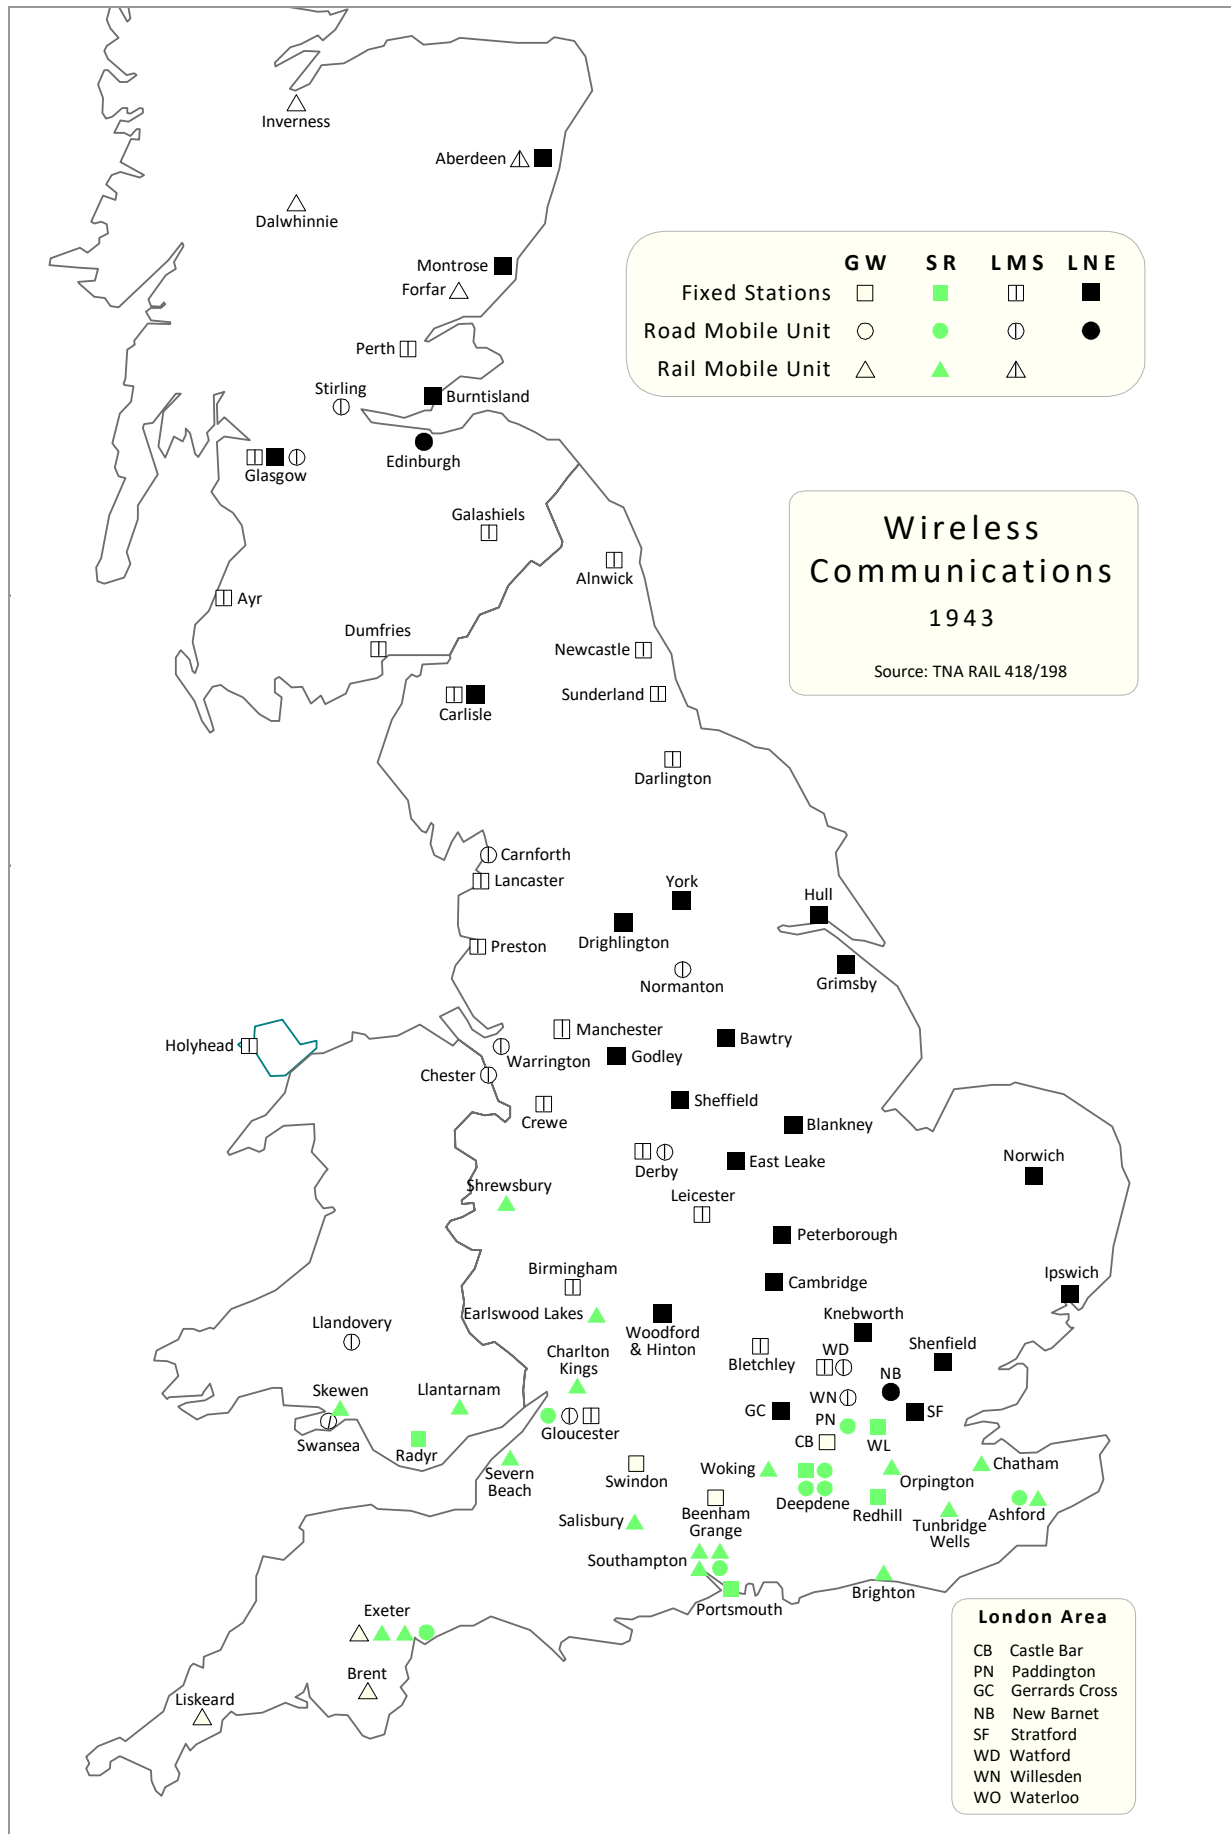 Inverness
Aberdeen
Dalwhinnie
Montrose
Forfar
GW SR LMS LNE
Fixed Stations
Road Mobile Unit
Rail Mobile Unit
Perth
Stirling
Burntisland
Edinburgh
Glasgow
Galashiels
Wireless
Communications
1943
Source: TNA RAIL 418/198
Alnwick
Ayr
Dumfries
Newcastle
Sunderland
Carlisle
Darlington
Carnforth
Lancaster
York
Hull
Drighlington
Preston
Normanton
Grimsby
Manchester
Bawtry
Holyhead
Warrington
Godley
Chester
Sheffield
Crewe
Blankney
Derby
East Leake
Norwich
Shrewsbury
Leicester
Peterborough
Birmingham
Cambridge
Ipswich
Earlswood Lakes
Knebworth
Llandovery
Woodford
& Hinton
Shenfield
Bletchley
WD
Charlton
Kings
NB
Skewen
Llantarnam
WN
GC
SF
PN
Swansea
Radyr
Gloucester
CB
WL
Severn
Beach
Swindon
Woking
Orpington
Chatham
Deepdene
Beenham
Grange
Redhill
Tunbridge
Wells
Ashford
Salisbury
Southampton
Brighton
Portsmouth
Exeter
Brent
Liskeard
London Area
CB Castle Bar
PN Paddington
GC Gerrards Cross
NB New Barnet
SF Stratford
WD Watford
WN Willesden
WO Waterloo